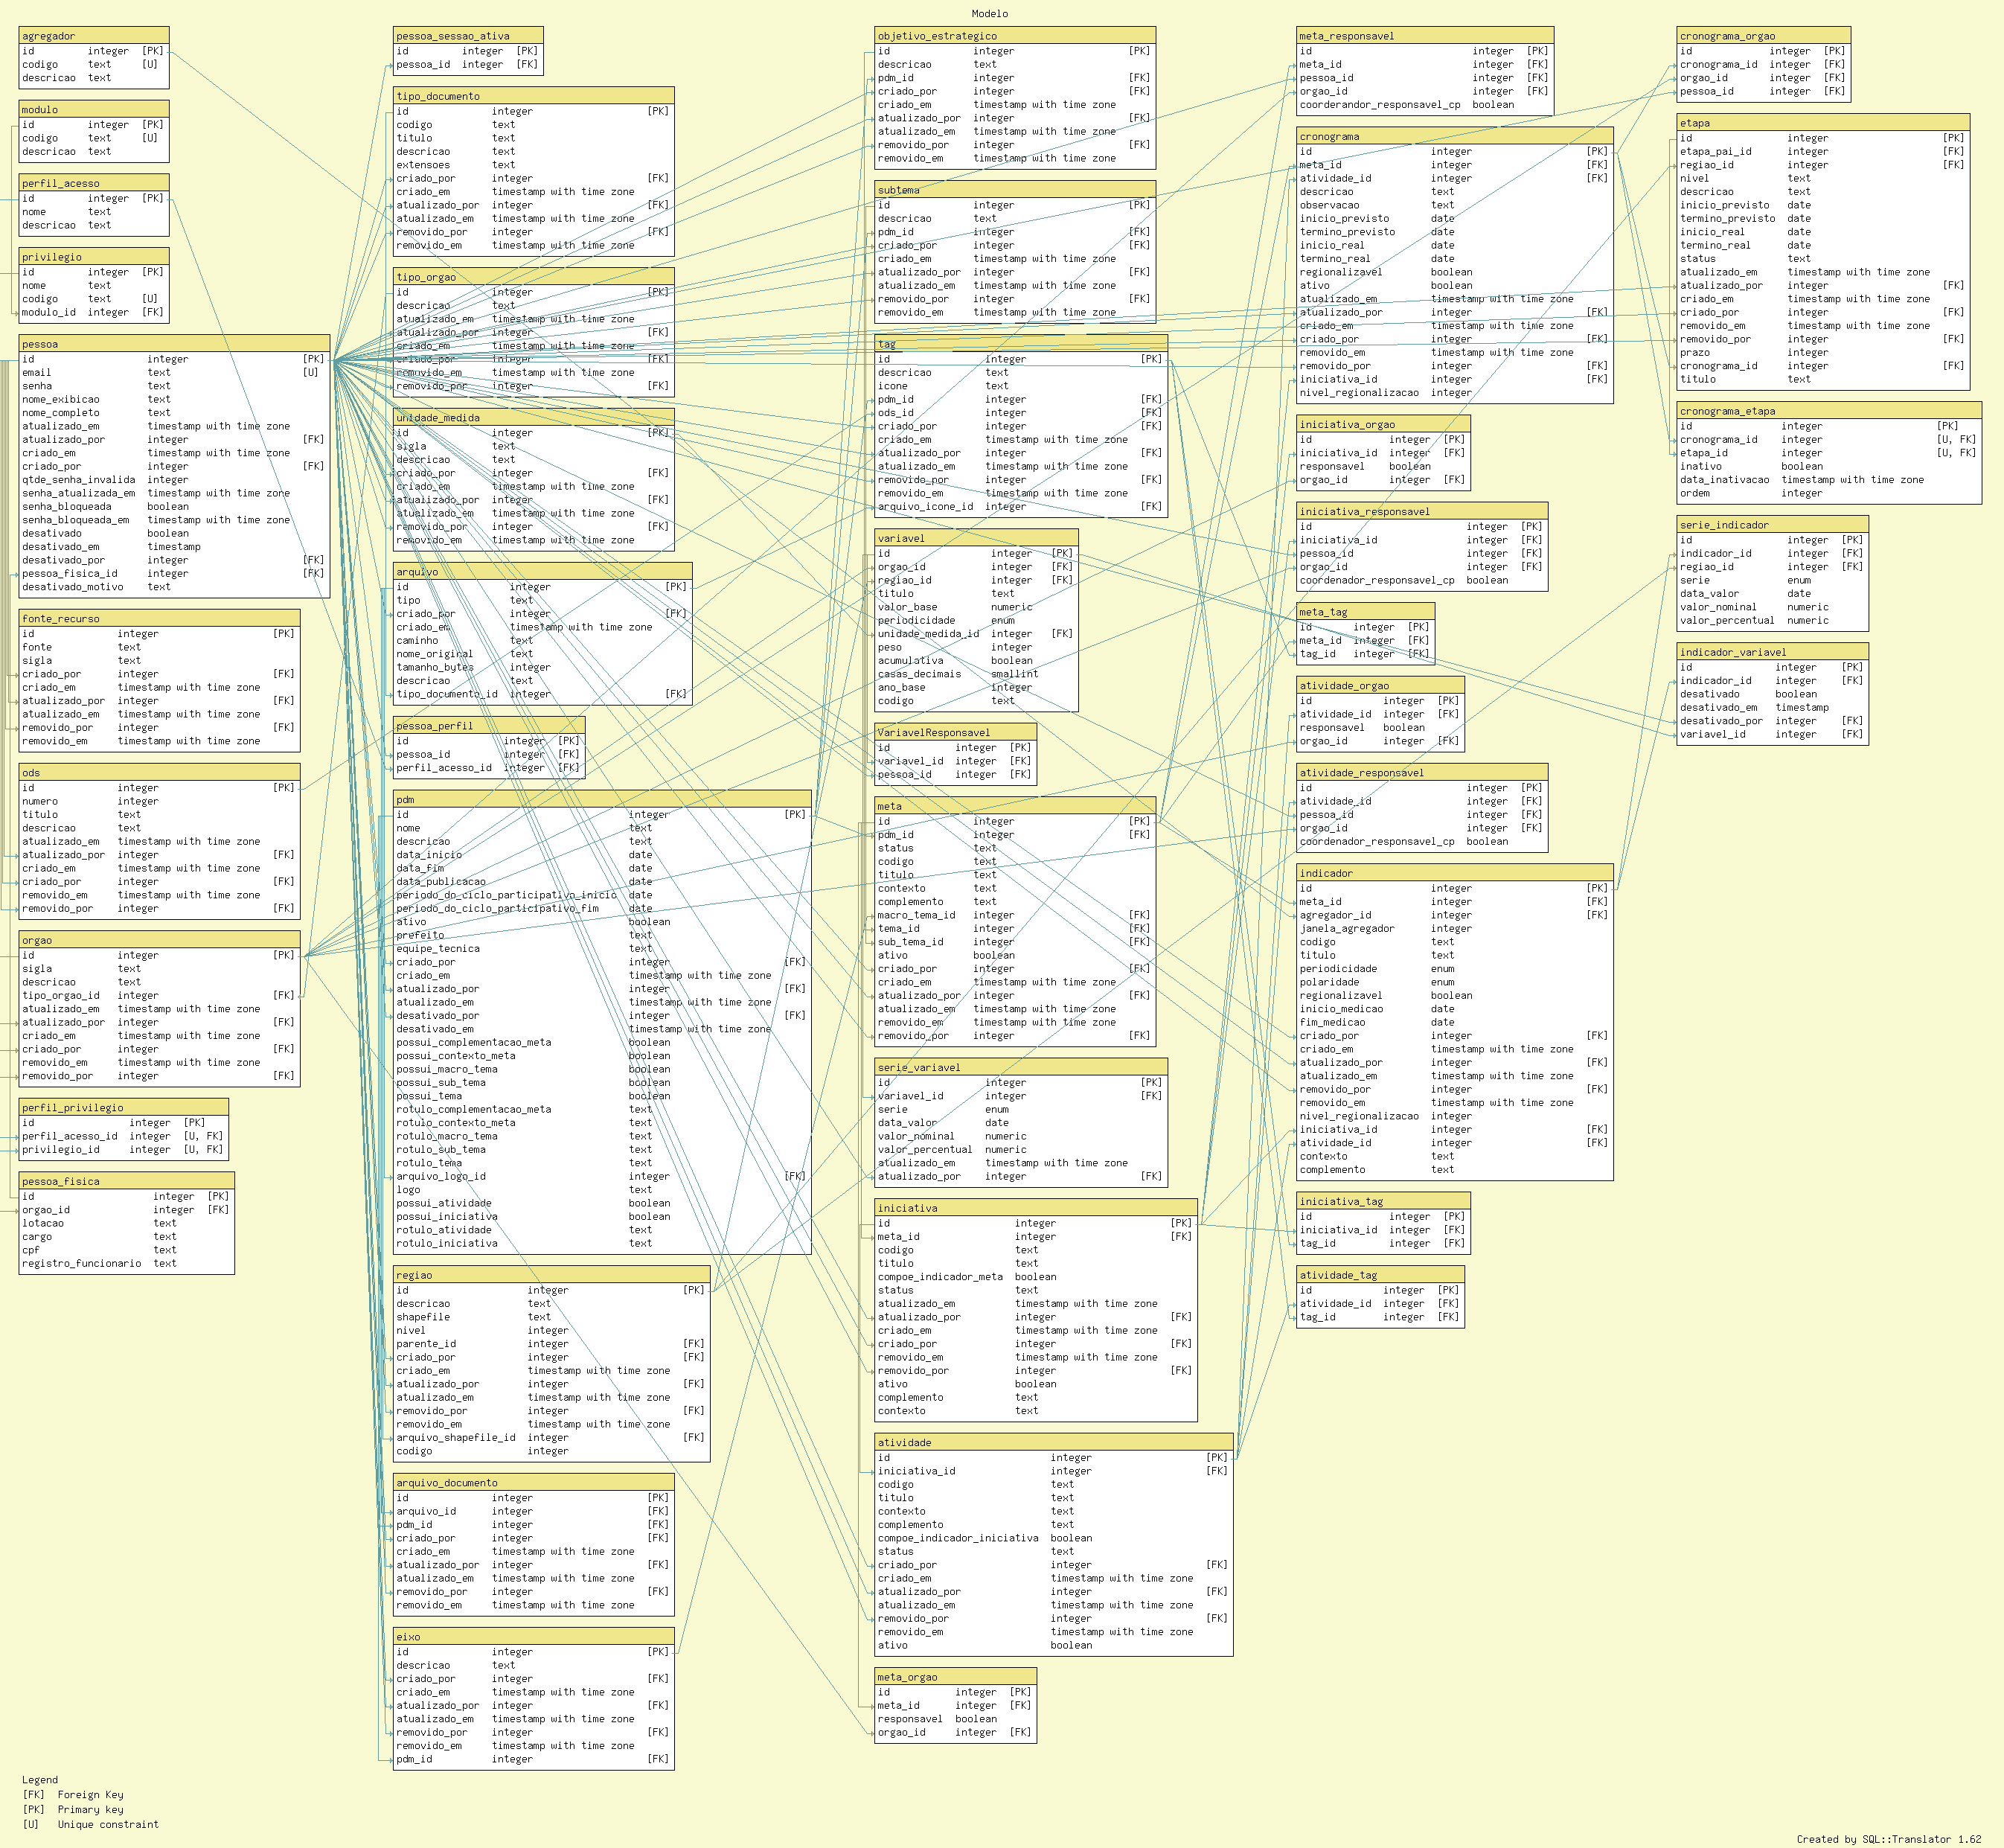 Modelo
agregador
id integer [PK]
codigo text [U]
descricao text
modulo
id integer [PK]
codigo text [U]
descricao text
perfil_acesso
id integer [PK]
nome text
descricao text
privilegio
id integer [PK]
nome text
codigo text [U]
modulo_id integer [FK]
pessoa
id integer [PK]
email text [U]
senha text
nome_exibicao text
nome_completo text
atualizado_em timestamp with time zone
atualizado_por integer [FK]
criado_em timestamp with time zone
criado_por integer [FK]
qtde_senha_invalida integer
senha_atualizada_em timestamp with time zone
senha_bloqueada boolean
senha_bloqueada_em timestamp with time zone
desativado boolean
desativado_em timestamp
desativado_por integer [FK]
pessoa_fisica_id integer [FK]
desativado_motivo text
fonte_recurso
id integer [PK]
fonte text
sigla text
criado_por integer [FK]
criado_em timestamp with time zone
atualizado_por integer [FK]
atualizado_em timestamp with time zone
removido_por integer [FK]
removido_em timestamp with time zone
ods
id integer [PK]
numero integer
titulo text
descricao text
atualizado_em timestamp with time zone
atualizado_por integer [FK]
criado_em timestamp with time zone
criado_por integer [FK]
removido_em timestamp with time zone
removido_por integer [FK]
orgao
id integer [PK]
sigla text
descricao text
tipo_orgao_id integer [FK]
atualizado_em timestamp with time zone
atualizado_por integer [FK]
criado_em timestamp with time zone
criado_por integer [FK]
removido_em timestamp with time zone
removido_por integer [FK]
perfil_privilegio
id integer [PK]
perfil_acesso_id integer [U, FK]
privilegio_id integer [U, FK]
pessoa_fisica
id integer [PK]
orgao_id integer [FK]
lotacao text
cargo text
cpf text
registro_funcionario text
pessoa_sessao_ativa
id integer [PK]
pessoa_id integer [FK]
tipo_documento
id integer [PK]
codigo text
titulo text
descricao text
extensoes text
criado_por integer [FK]
criado_em timestamp with time zone
atualizado_por integer [FK]
atualizado_em timestamp with time zone
removido_por integer [FK]
removido_em timestamp with time zone
tipo_orgao
id integer [PK]
descricao text
atualizado_em timestamp with time zone
atualizado_por integer [FK]
criado_em timestamp with time zone
criado_por integer [FK]
removido_em timestamp with time zone
removido_por integer [FK]
unidade_medida
id integer [PK]
sigla text
descricao text
criado_por integer [FK]
criado_em timestamp with time zone
atualizado_por integer [FK]
atualizado_em timestamp with time zone
removido_por integer [FK]
removido_em timestamp with time zone
arquivo
id integer [PK]
tipo text
criado_por integer [FK]
criado_em timestamp with time zone
caminho text
nome_original text
tamanho_bytes integer
descricao text
tipo_documento_id integer [FK]
pessoa_perfil
id integer [PK]
pessoa_id integer [FK]
perfil_acesso_id integer [FK]
pdm
id integer [PK]
nome text
descricao text
data_inicio date
data_fim date
data_publicacao date
periodo_do_ciclo_participativo_inicio date
periodo_do_ciclo_participativo_fim date
ativo boolean
prefeito text
equipe_tecnica text
criado_por integer [FK]
criado_em timestamp with time zone
atualizado_por integer [FK]
atualizado_em timestamp with time zone
desativado_por integer [FK]
desativado_em timestamp with time zone
possui_complementacao_meta boolean
possui_contexto_meta boolean
possui_macro_tema boolean
possui_sub_tema boolean
possui_tema boolean
rotulo_complementacao_meta text
rotulo_contexto_meta text
rotulo_macro_tema text
rotulo_sub_tema text
rotulo_tema text
arquivo_logo_id integer [FK]
logo text
possui_atividade boolean
possui_iniciativa boolean
rotulo_atividade text
rotulo_iniciativa text
regiao
id integer [PK]
descricao text
shapefile text
nivel integer
parente_id integer [FK]
criado_por integer [FK]
criado_em timestamp with time zone
atualizado_por integer [FK]
atualizado_em timestamp with time zone
removido_por integer [FK]
removido_em timestamp with time zone
arquivo_shapefile_id integer [FK]
codigo integer
arquivo_documento
id integer [PK]
arquivo_id integer [FK]
pdm_id integer [FK]
criado_por integer [FK]
criado_em timestamp with time zone
atualizado_por integer [FK]
atualizado_em timestamp with time zone
removido_por integer [FK]
removido_em timestamp with time zone
eixo
id integer [PK]
descricao text
criado_por integer [FK]
criado_em timestamp with time zone
atualizado_por integer [FK]
atualizado_em timestamp with time zone
removido_por integer [FK]
removido_em timestamp with time zone
pdm_id integer [FK]
objetivo_estrategico
id integer [PK]
descricao text
pdm_id integer [FK]
criado_por integer [FK]
criado_em timestamp with time zone
atualizado_por integer [FK]
atualizado_em timestamp with time zone
removido_por integer [FK]
removido_em timestamp with time zone
subtema
id integer [PK]
descricao text
pdm_id integer [FK]
criado_por integer [FK]
criado_em timestamp with time zone
atualizado_por integer [FK]
atualizado_em timestamp with time zone
removido_por integer [FK]
removido_em timestamp with time zone
tag
id integer [PK]
descricao text
icone text
pdm_id integer [FK]
ods_id integer [FK]
criado_por integer [FK]
criado_em timestamp with time zone
atualizado_por integer [FK]
atualizado_em timestamp with time zone
removido_por integer [FK]
removido_em timestamp with time zone
arquivo_icone_id integer [FK]
variavel
id integer [PK]
orgao_id integer [FK]
regiao_id integer [FK]
titulo text
valor_base numeric
periodicidade enum
unidade_medida_id integer [FK]
peso integer
acumulativa boolean
casas_decimais smallint
ano_base integer
codigo text
VariavelResponsavel
id integer [PK]
variavel_id integer [FK]
pessoa_id integer [FK]
meta
id integer [PK]
pdm_id integer [FK]
status text
codigo text
titulo text
contexto text
complemento text
macro_tema_id integer [FK]
tema_id integer [FK]
sub_tema_id integer [FK]
ativo boolean
criado_por integer [FK]
criado_em timestamp with time zone
atualizado_por integer [FK]
atualizado_em timestamp with time zone
removido_em timestamp with time zone
removido_por integer [FK]
serie_variavel
id integer [PK]
variavel_id integer [FK]
serie enum
data_valor date
valor_nominal numeric
valor_percentual numeric
atualizado_em timestamp with time zone
atualizado_por integer [FK]
iniciativa
id integer [PK]
meta_id integer [FK]
codigo text
titulo text
compoe_indicador_meta boolean
status text
atualizado_em timestamp with time zone
atualizado_por integer [FK]
criado_em timestamp with time zone
criado_por integer [FK]
removido_em timestamp with time zone
removido_por integer [FK]
ativo boolean
complemento text
contexto text
atividade
id integer [PK]
iniciativa_id integer [FK]
codigo text
titulo text
contexto text
complemento text
compoe_indicador_iniciativa boolean
status text
criado_por integer [FK]
criado_em timestamp with time zone
atualizado_por integer [FK]
atualizado_em timestamp with time zone
removido_por integer [FK]
removido_em timestamp with time zone
ativo boolean
meta_orgao
id integer [PK]
meta_id integer [FK]
responsavel boolean
orgao_id integer [FK]
meta_responsavel
id integer [PK]
meta_id integer [FK]
pessoa_id integer [FK]
orgao_id integer [FK]
coorderandor_responsavel_cp boolean
cronograma
id integer [PK]
meta_id integer [FK]
atividade_id integer [FK]
descricao text
observacao text
inicio_previsto date
termino_previsto date
inicio_real date
termino_real date
regionalizavel boolean
ativo boolean
atualizado_em timestamp with time zone
atualizado_por integer [FK]
criado_em timestamp with time zone
criado_por integer [FK]
removido_em timestamp with time zone
removido_por integer [FK]
iniciativa_id integer [FK]
nivel_regionalizacao integer
iniciativa_orgao
id integer [PK]
iniciativa_id integer [FK]
responsavel boolean
orgao_id integer [FK]
iniciativa_responsavel
id integer [PK]
iniciativa_id integer [FK]
pessoa_id integer [FK]
orgao_id integer [FK]
coordenador_responsavel_cp boolean
meta_tag
id integer [PK]
meta_id integer [FK]
tag_id integer [FK]
atividade_orgao
id integer [PK]
atividade_id integer [FK]
responsavel boolean
orgao_id integer [FK]
atividade_responsavel
id integer [PK]
atividade_id integer [FK]
pessoa_id integer [FK]
orgao_id integer [FK]
coordenador_responsavel_cp boolean
indicador
id integer [PK]
meta_id integer [FK]
agregador_id integer [FK]
janela_agregador integer
codigo text
titulo text
periodicidade enum
polaridade enum
regionalizavel boolean
inicio_medicao date
fim_medicao date
criado_por integer [FK]
criado_em timestamp with time zone
atualizado_por integer [FK]
atualizado_em timestamp with time zone
removido_por integer [FK]
removido_em timestamp with time zone
nivel_regionalizacao integer
iniciativa_id integer [FK]
atividade_id integer [FK]
contexto text
complemento text
iniciativa_tag
id integer [PK]
iniciativa_id integer [FK]
tag_id integer [FK]
atividade_tag
id integer [PK]
atividade_id integer [FK]
tag_id integer [FK]
cronograma_orgao
id integer [PK]
cronograma_id integer [FK]
orgao_id integer [FK]
pessoa_id integer [FK]
etapa
id integer [PK]
etapa_pai_id integer [FK]
regiao_id integer [FK]
nivel text
descricao text
inicio_previsto date
termino_previsto date
inicio_real date
termino_real date
status text
atualizado_em timestamp with time zone
atualizado_por integer [FK]
criado_em timestamp with time zone
criado_por integer [FK]
removido_em timestamp with time zone
removido_por integer [FK]
prazo integer
cronograma_id integer [FK]
titulo text
cronograma_etapa
id integer [PK]
cronograma_id integer [U, FK]
etapa_id integer [U, FK]
inativo boolean
data_inativacao timestamp with time zone
ordem integer
serie_indicador
id integer [PK]
indicador_id integer [FK]
regiao_id integer [FK]
serie enum
data_valor date
valor_nominal numeric
valor_percentual numeric
indicador_variavel
id integer [PK]
indicador_id integer [FK]
desativado boolean
desativado_em timestamp
desativado_por integer [FK]
variavel_id integer [FK]
Legend
[FK] Foreign Key
[PK] Primary key
[U] Unique constraint
Created by SQL::Translator 1.62